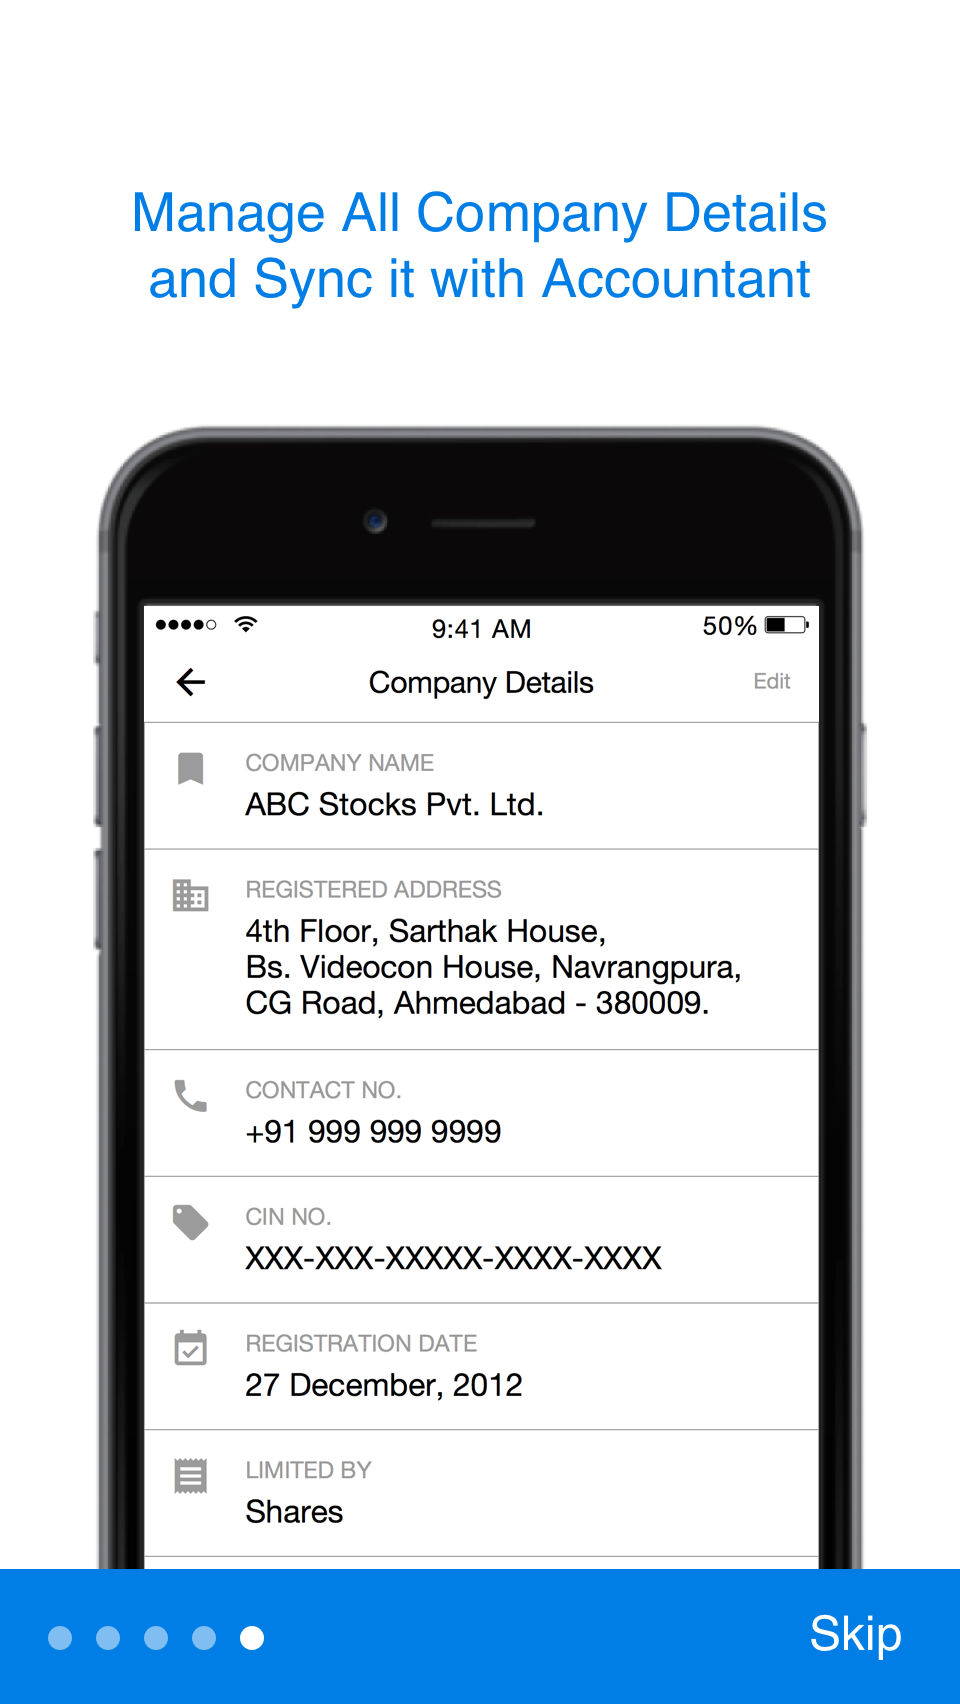 Manage All Company Details
and Sync it with Accountant
9:41 AM
50%
Company Details
Edit
COMPANY NAME
ABC Stocks Pvt. Ltd.
REGISTERED ADDRESS
4th Floor, Sarthak House,
Bs. Videocon House, Navrangpura,
CG Road, Ahmedabad - 380009.
CONTACT NO.
+91 999 999 9999
CIN NO.
XXX-XXX-XXXXX-XXXX-XXXX
REGISTRATION DATE
27 December, 2012
LIMITED BY
Shares
Skip